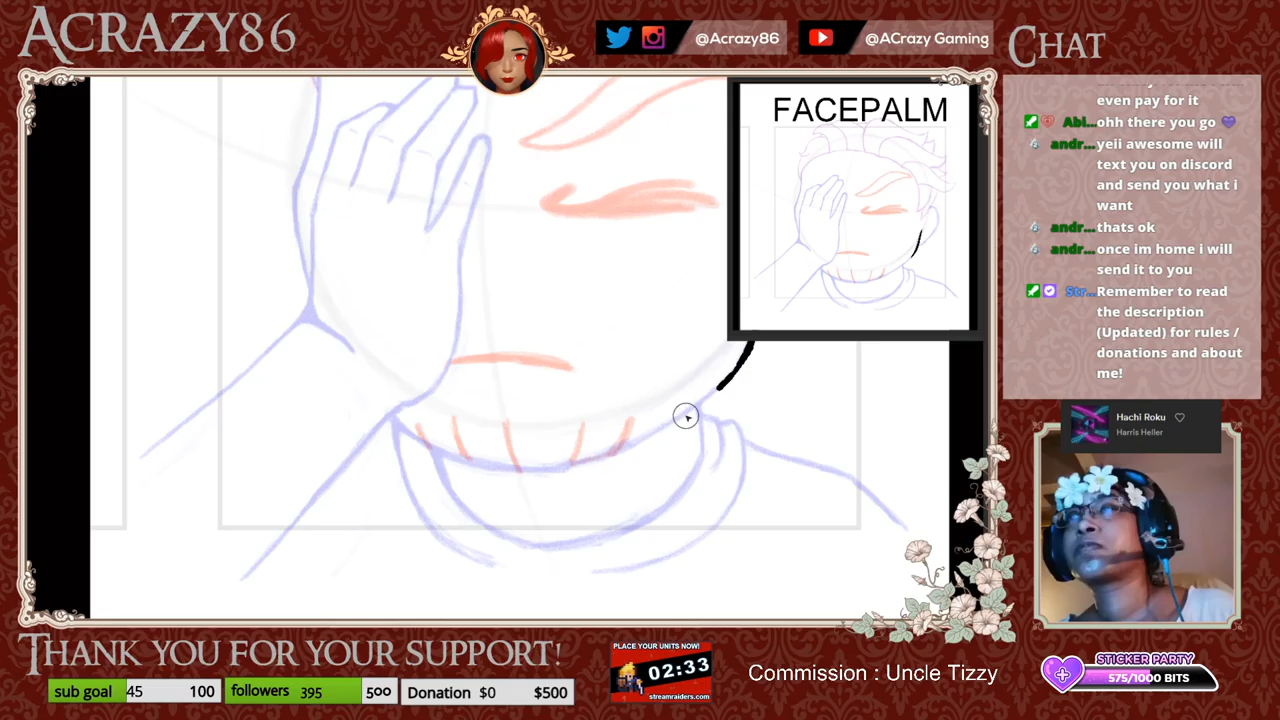 ACRAZY86
@Acrazy86
@ACrazy Gaming
CHAT
even pay for it
Abi... ohh there you go
andr... yeii awesome will
text you on discord
and send you what i
want
andr... thats ok
andr... once im home i will
send it to you
Str... Remember to read
the description
(Updated) for rules /
donations and about
me!
FACEPALM
Hachi Roku
Harris Heller
THANK YOU FOR YOUR SUPPORT!
sub goal 45 100
followers 395 500
Donation $0 $500
PLACE YOUR UNITS NOW!
02:33
streamraiders.com
Commission : Uncle Tizzy
STICKER PARTY
575/1000 BITS